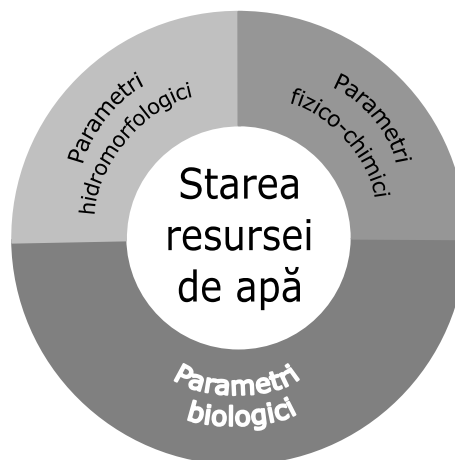 Parametri
hidromorfologici
Parametri
fizico-chimici
Starea
resursei
de apă
Parametri
biologici